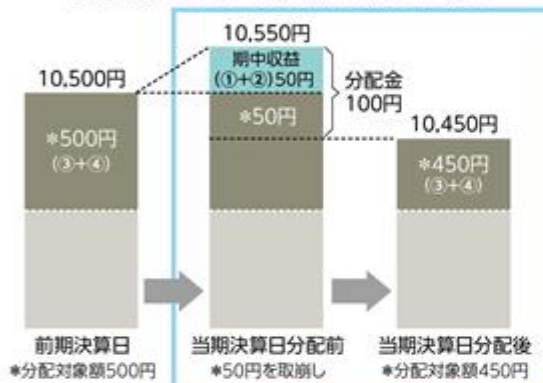 10,550円
期中収益
(①+②)50円
分配金
100円
10,500円
*500円
(③+④)
*50円
10,450円
*450円
(③+④)
前期決算日
*分配対象額500円
当期決算日分配前
*50円を取崩し
当期決算日分配後
*分配対象額450円